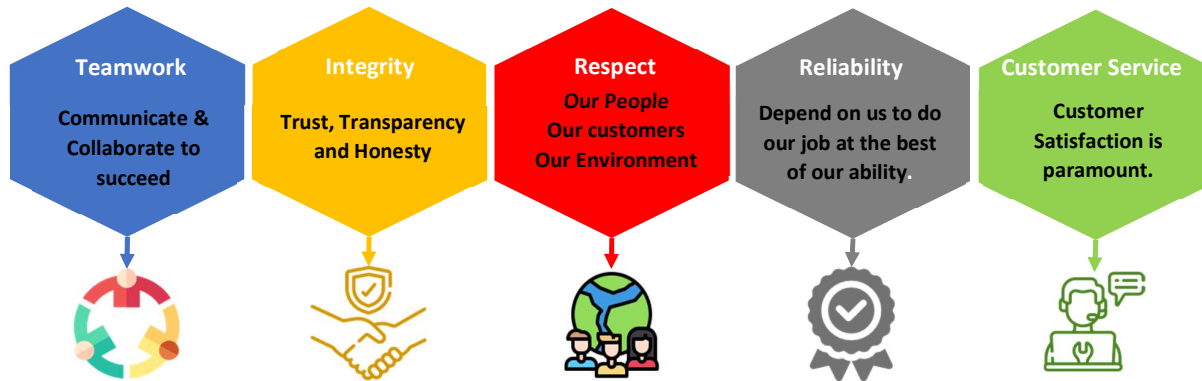 Teamwork
Communicate &
Collaborate to
succeed
Integrity
Trust, Transparency
and Honesty
Respect
Our People
Our customers
Our Environment
Reliability
Depend on us to do
our job at the best
of our ability.
Customer Service
Customer
Satisfaction is
paramount.